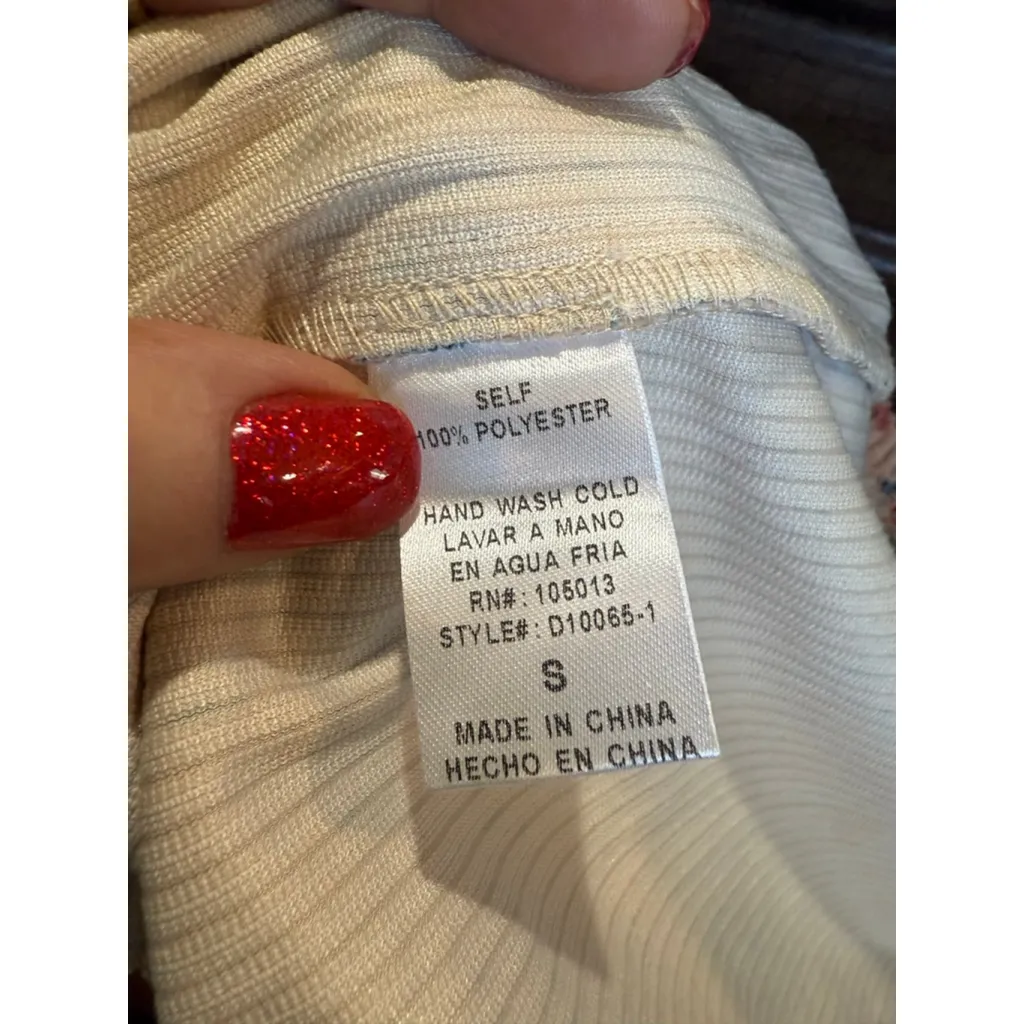 SELF
100% POLYESTER
HAND WASH COLD
LAVAR A MANO
EN AGUA FRIA
RN#: 105013
STYLE#: D10065-1
S
MADE IN CHINA
HECHO EN CHINA